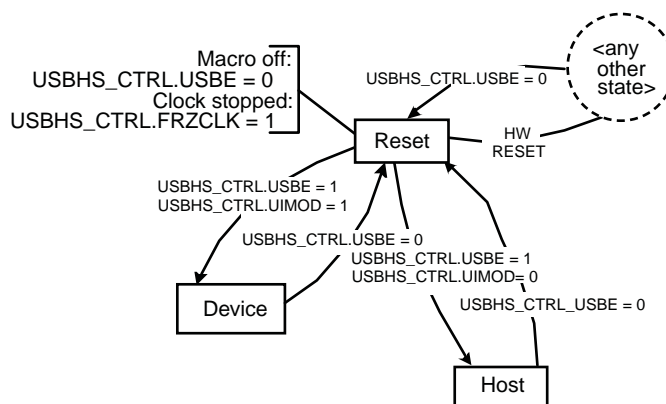 Macro off:
USBHS_CTRL.USBE = 0
Clock stopped:
USBHS_CTRL.FRZCLK = 1
USBHS_CTRL.USBE = 0
<any
other
state>
Reset
HW
RESET
USBHS_CTRL.USBE = 1
USBHS_CTRL.UIMOD = 1
USBHS_CTRL.USBE = 0
USBHS_CTRL.USBE = 1
USBHS_CTRL.UIMOD= 0
Device
USBHS_CTRL_USBE = 0
Host